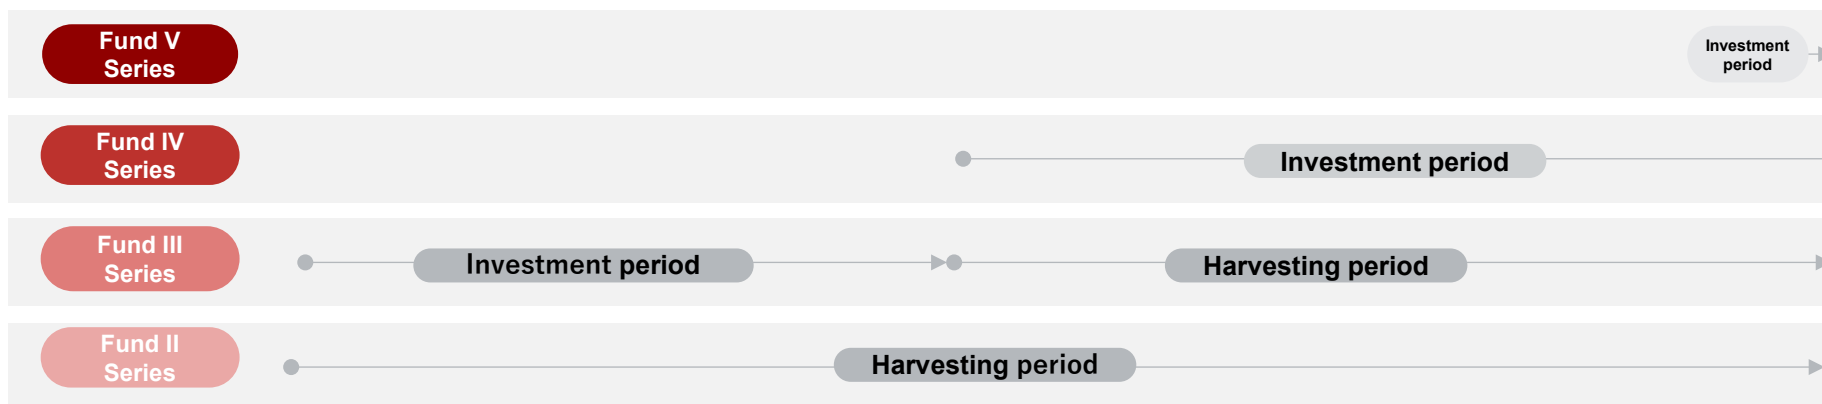 Fund V
Series
Investment
period
Fund IV
Series
Investment period
Fund III
Series
Investment period
Harvesting period
Fund II
Series
Harvesting period